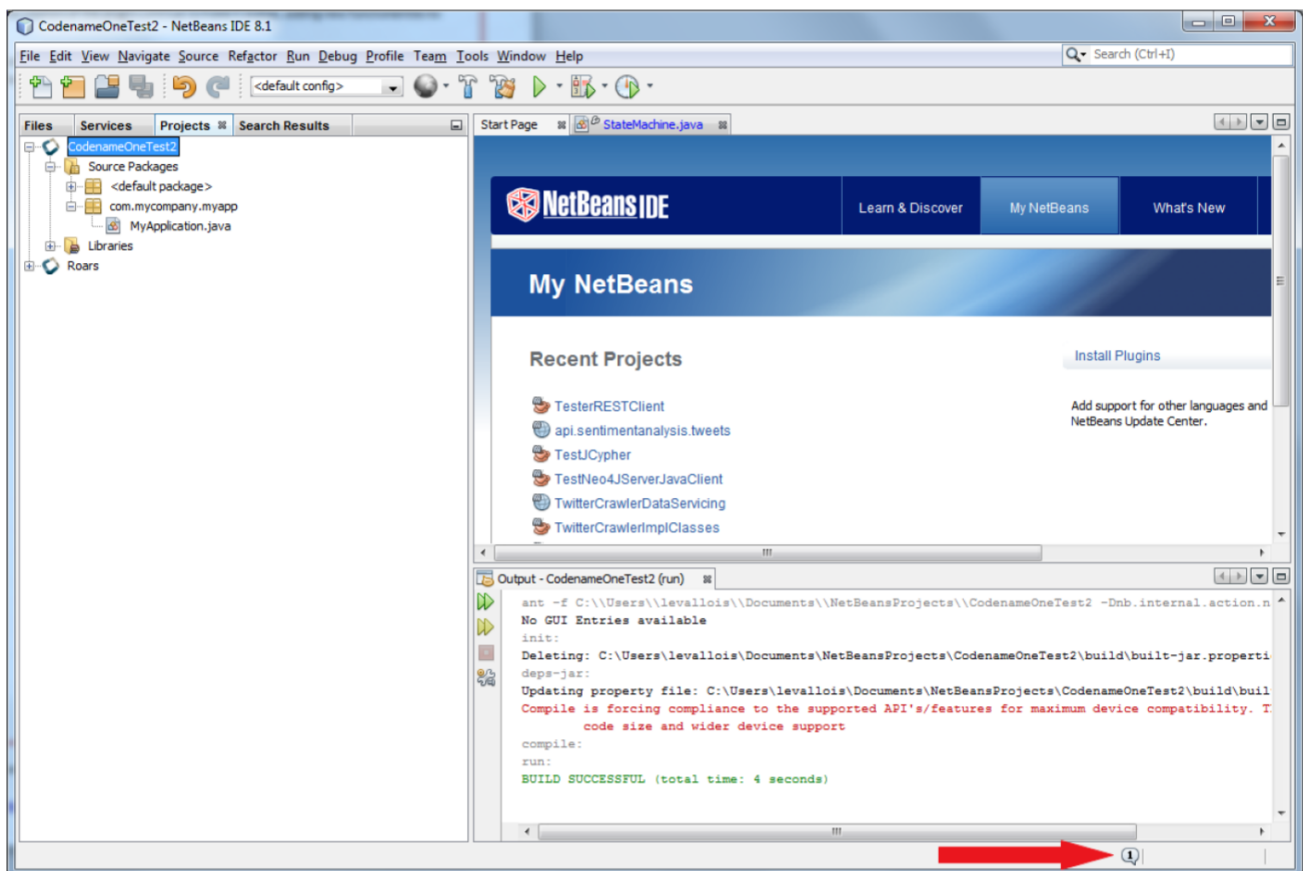 CodenameOneTest2 - NetBeans IDE 8.1
File Edit View Navigate Source Refactor Run Debug Profile Team Tools Window Help
Search (Ctrl+I)
<default config>
Files Services Projects Search Results
CodenameOneTest2
Source Packages
<default package>
com.mycompany.myapp
MyApplication.java
Libraries
Roars
Start Page StateMachine.java
NetBeans IDE
Learn & Discover
My NetBeans
What's New
My NetBeans
Recent Projects
TesterRESTClient
api.sentimentanalysis.tweets
TestJCypher
TestNeo4JServerJavaClient
TwitterCrawlerDataServicing
TwitterCrawlerImplClasses
Install Plugins
Add support for other languages and
NetBeans Update Center.
Output - CodenameOneTest2 (run)
ant -f C:\\Users\\levallois\\Documents\\NetBeansProjects\\CodenameOneTest2 -Dnb.internal.action.n
No GUI Entries available
init:
Deleting: C:\Users\levallois\Documents\NetBeansProjects\CodenameOneTest2\build\built-jar.properti
deps-jar:
Updating property file: C:\Users\levallois\Documents\NetBeansProjects\CodenameOneTest2\build\buil
Compile is forcing compliance to the supported API's/features for maximum device compatibility. T
code size and wider device support
compile:
run:
BUILD SUCCESSFUL (total time: 4 seconds)
1